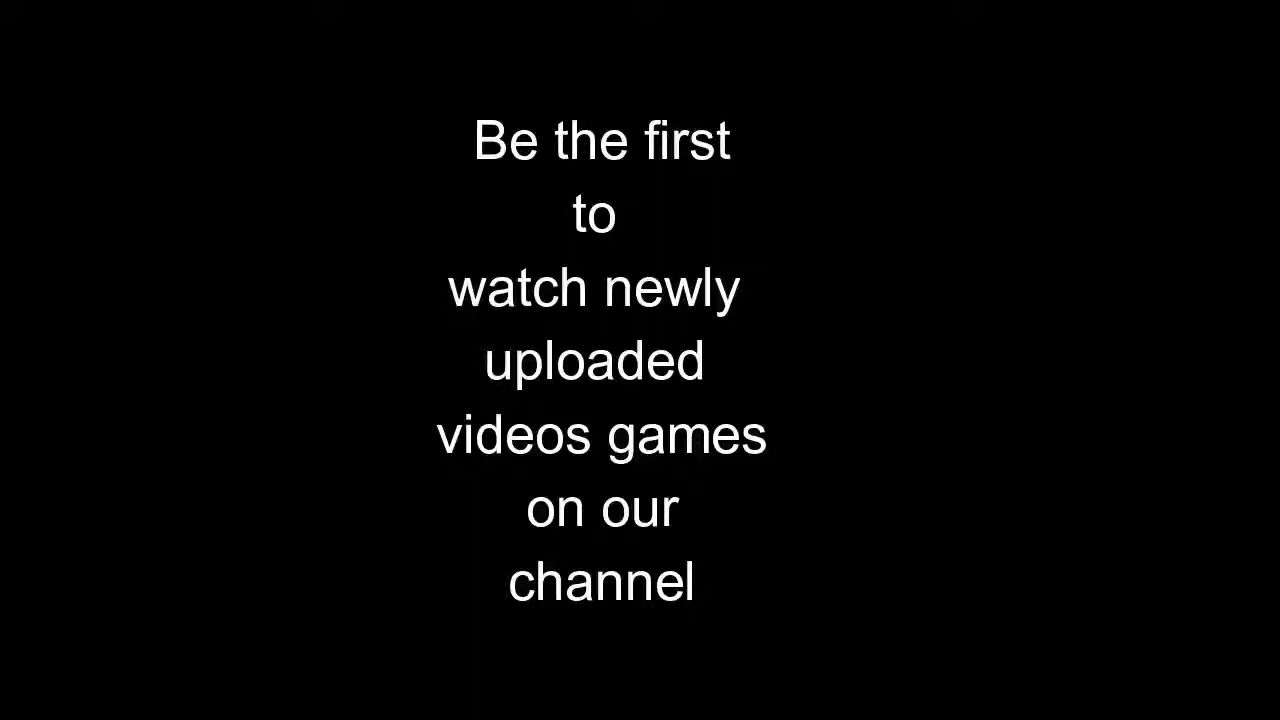 Be the first
to
watch newly
uploaded
videos games
on our
channel